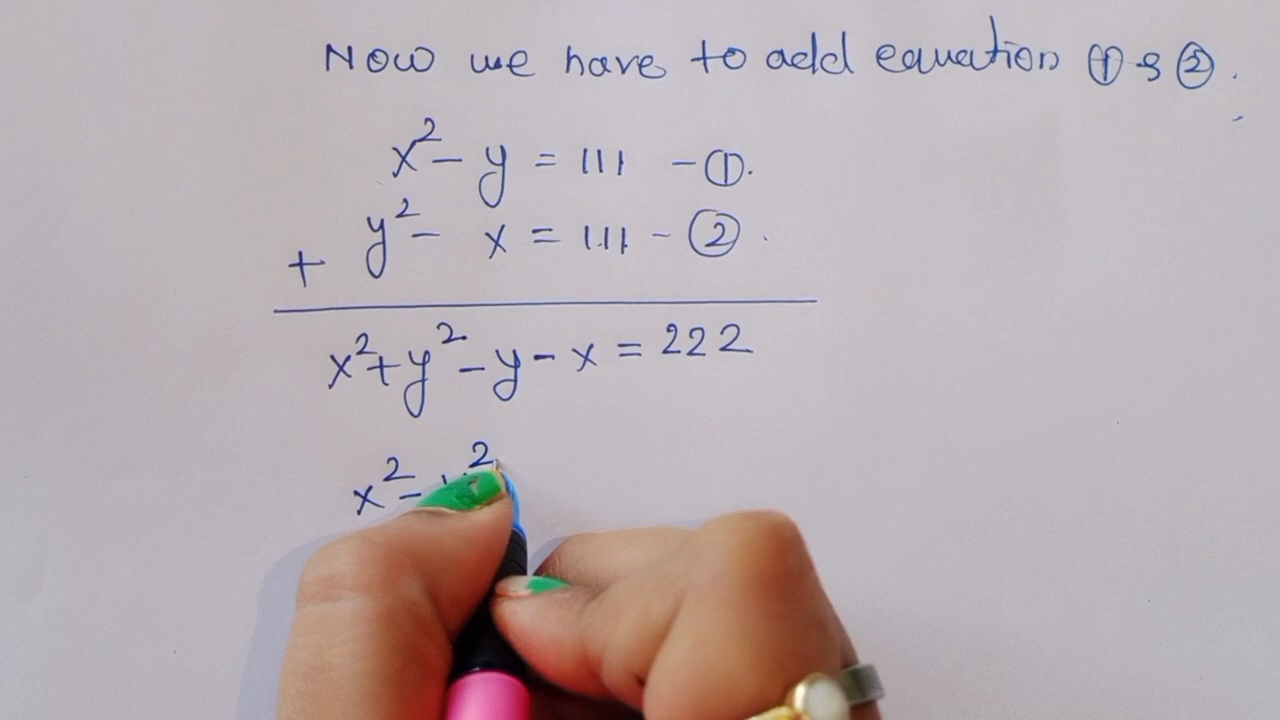 Now we have to add equation ① & ②.
x² - y = 111 - ①.
+ y² - x = 111 - ②.
x² + y² - y - x = 222
x² -